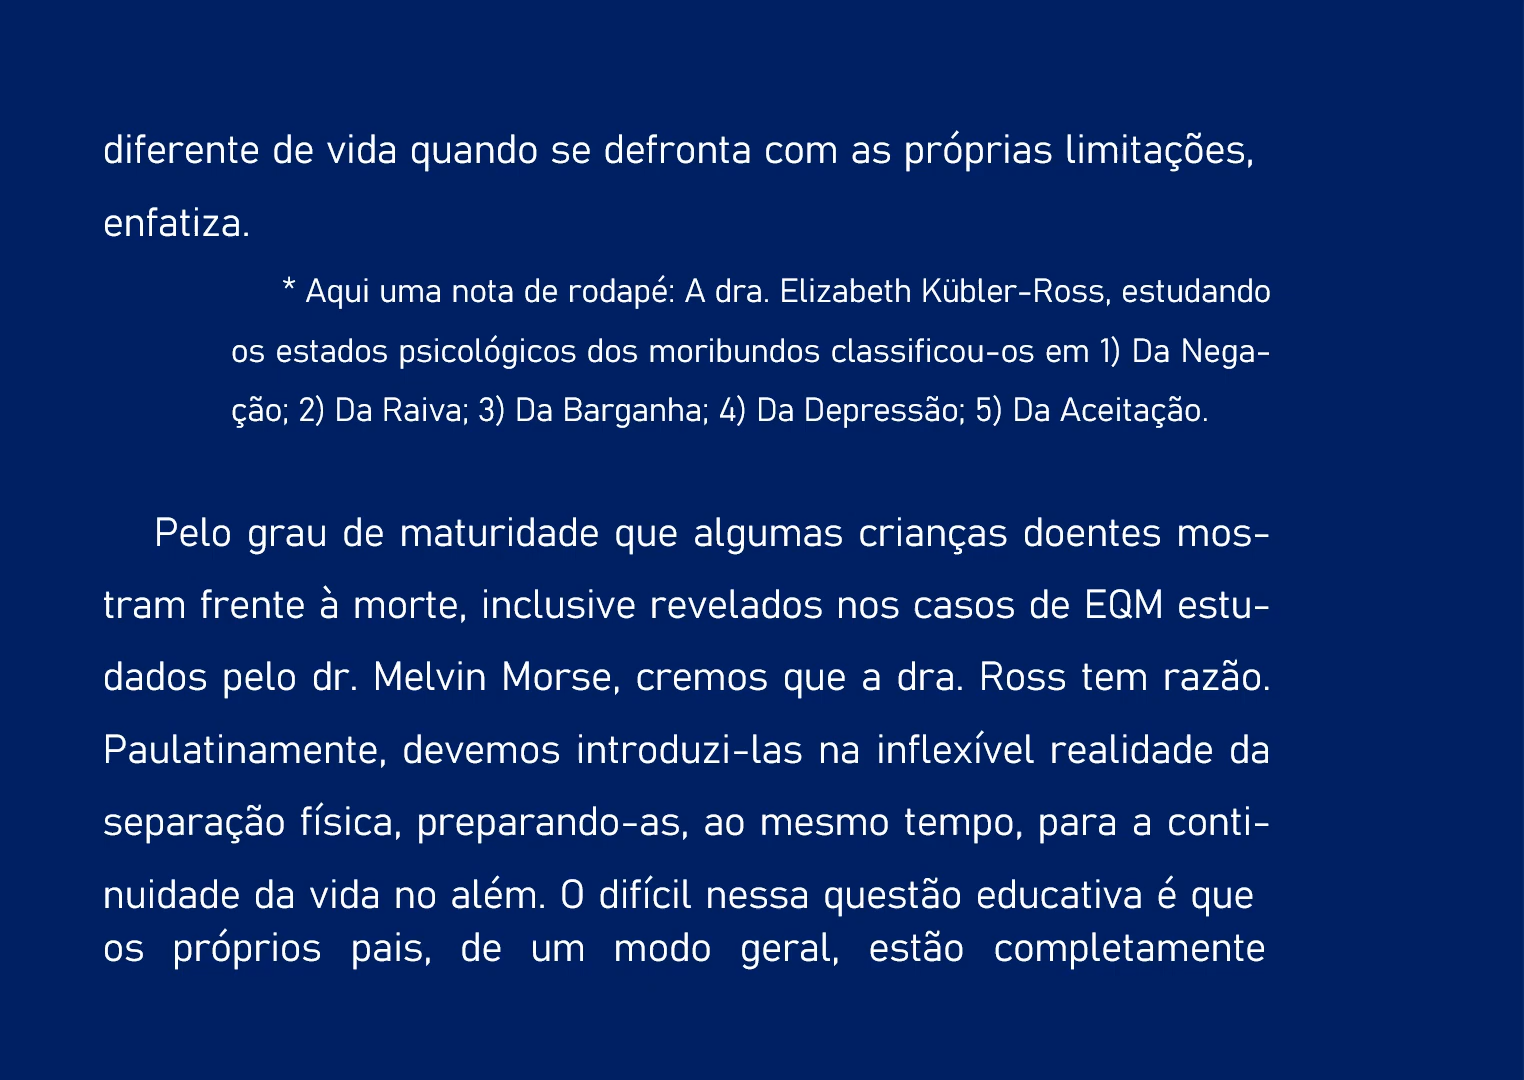 diferente de vida quando se defronta com as próprias limitações,
enfatiza.
* Aqui uma nota de rodapé: A dra. Elizabeth Kübler-Ross, estudando
os estados psicológicos dos moribundos classificou-os em 1) Da Nega-
ção; 2) Da Raiva; 3) Da Barganha; 4) Da Depressão; 5) Da Aceitação.
Pelo grau de maturidade que algumas crianças doentes mos-
tram frente à morte, inclusive revelados nos casos de EQM estu-
dados pelo dr. Melvin Morse, cremos que a dra. Ross tem razão.
Paulatinamente, devemos introduzi-las na inflexível realidade da
separação física, preparando-as, ao mesmo tempo, para a conti-
nuidade da vida no além. O difícil nessa questão educativa é que
os próprios pais, de um modo geral, estão completamente